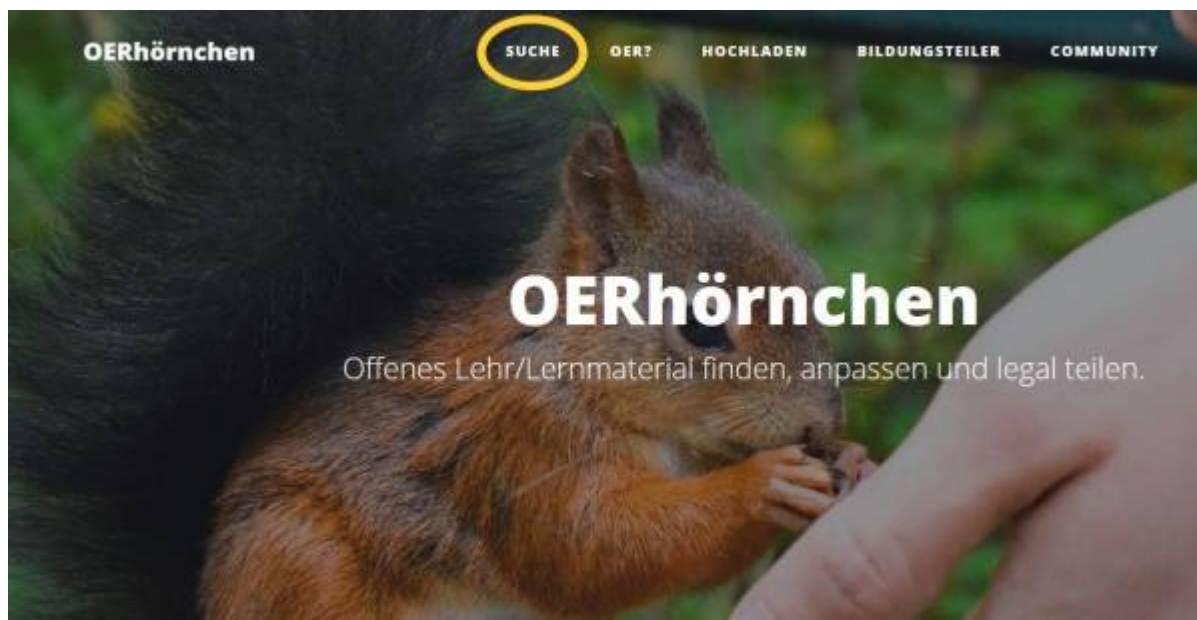 OERhörnchen
SUCHE OER? HOCHLADEN BILDUNGSTEILER COMMUNITY
OERhörnchen
Offenes Lehr/Lernmaterial finden, anpassen und legal teilen.